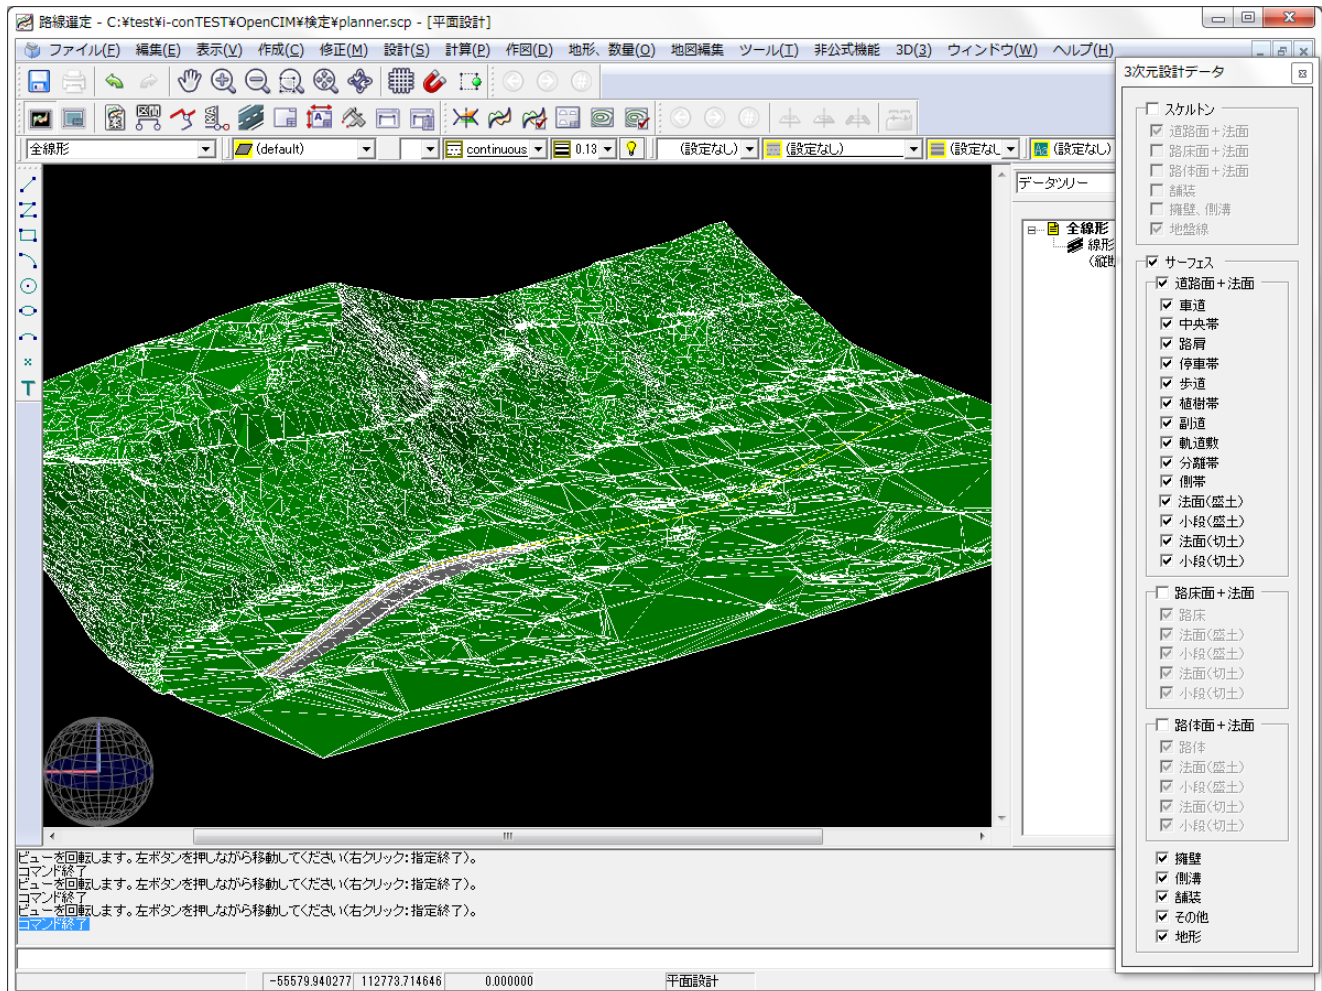 路線選定 - C:¥test¥i-conTEST¥OpenCIM¥検定¥planner.scp - [平面設計]
ファイル(F) 編集(E) 表示(V) 作成(C) 修正(M) 設計(S) 計算(P) 作図(D) 地形、数量(O) 地図編集 ツール(T) 非公式機能 3D(3) ウィンドウ(W) ヘルプ(H)
全線形 (default) continuous 0.13 (設定なし) (設定なし) (設定なし (設定なし)
データツリー
全線形
線形
(縦断
3次元設計データ
スケルトン
道路面+法面
路床面+法面
路体面+法面
舗装
擁壁、側溝
地盤線
サーフェス
道路面+法面
車道
中央帯
路肩
停車帯
歩道
植樹帯
副道
軌道敷
分離帯
側帯
法面(盛土)
小段(盛土)
法面(切土)
小段(切土)
路床面+法面
路床
法面(盛土)
小段(盛土)
法面(切土)
小段(切土)
路体面+法面
路体
法面(盛土)
小段(盛土)
法面(切土)
小段(切土)
擁壁
側溝
舗装
その他
地形
ビューを回転します。左ボタンを押しながら移動してください(右クリック:指定終了)。
コマンド終了
ビューを回転します。左ボタンを押しながら移動してください(右クリック:指定終了)。
コマンド終了
ビューを回転します。左ボタンを押しながら移動してください(右クリック:指定終了)。
コマンド終了
-55579.940277 112773.714646 0.000000 平面設計